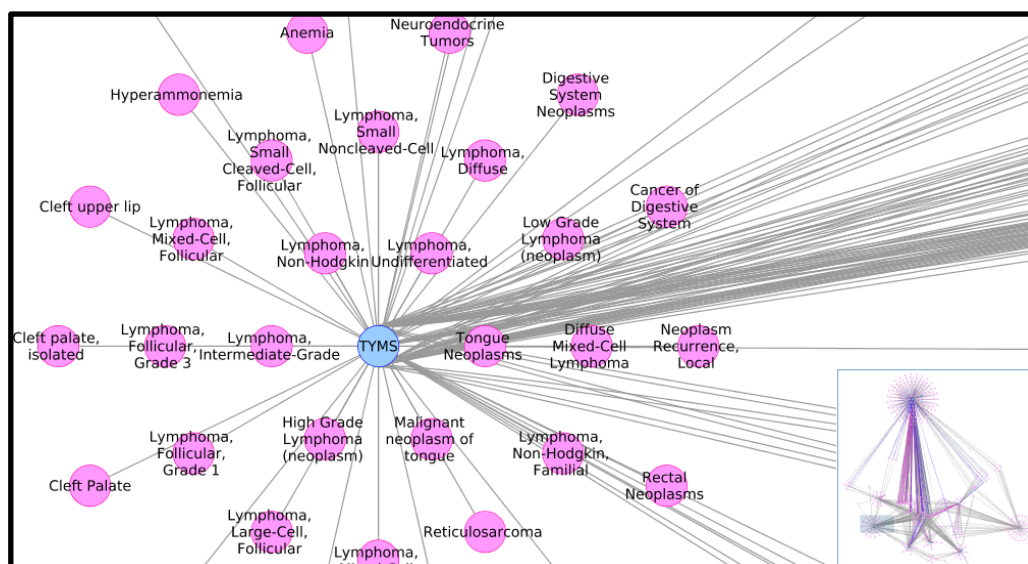 Anemia
Neuroendocrine
Tumors
Hyperammonemia
Digestive
System
Neoplasms
Lymphoma,
Small
Cleaved-Cell,
Follicular
Lymphoma,
Small
Noncleaved-Cell
Lymphoma,
Diffuse
Cleft upper lip
Cancer of
Digestive
System
Lymphoma,
Mixed-Cell,
Follicular
Lymphoma,
Non-Hodgkin
Lymphoma,
Undifferentiated
Low Grade
Lymphoma
(neoplasm)
Cleft palate,
isolated
Lymphoma,
Follicular,
Grade 3
Lymphoma,
Intermediate-Grade
TYMS
Tongue
Neoplasms
Diffuse
Mixed-Cell
Lymphoma
Neoplasm
Recurrence,
Local
Lymphoma,
Follicular,
Grade 1
High Grade
Lymphoma
(neoplasm)
Malignant
neoplasm of
tongue
Lymphoma,
Non-Hodgkin,
Familial
Cleft Palate
Rectal
Neoplasms
Lymphoma,
Large-Cell,
Follicular
Reticulosarcoma
Lymphoma,